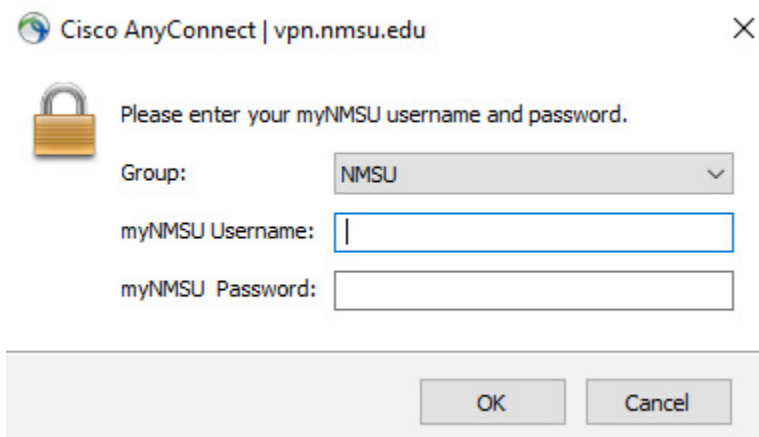 Cisco AnyConnect | vpn.nmsu.edu
Please enter your myNMSU username and password.
Group: NMSU
myNMSU Username:
myNMSU Password:
OK Cancel